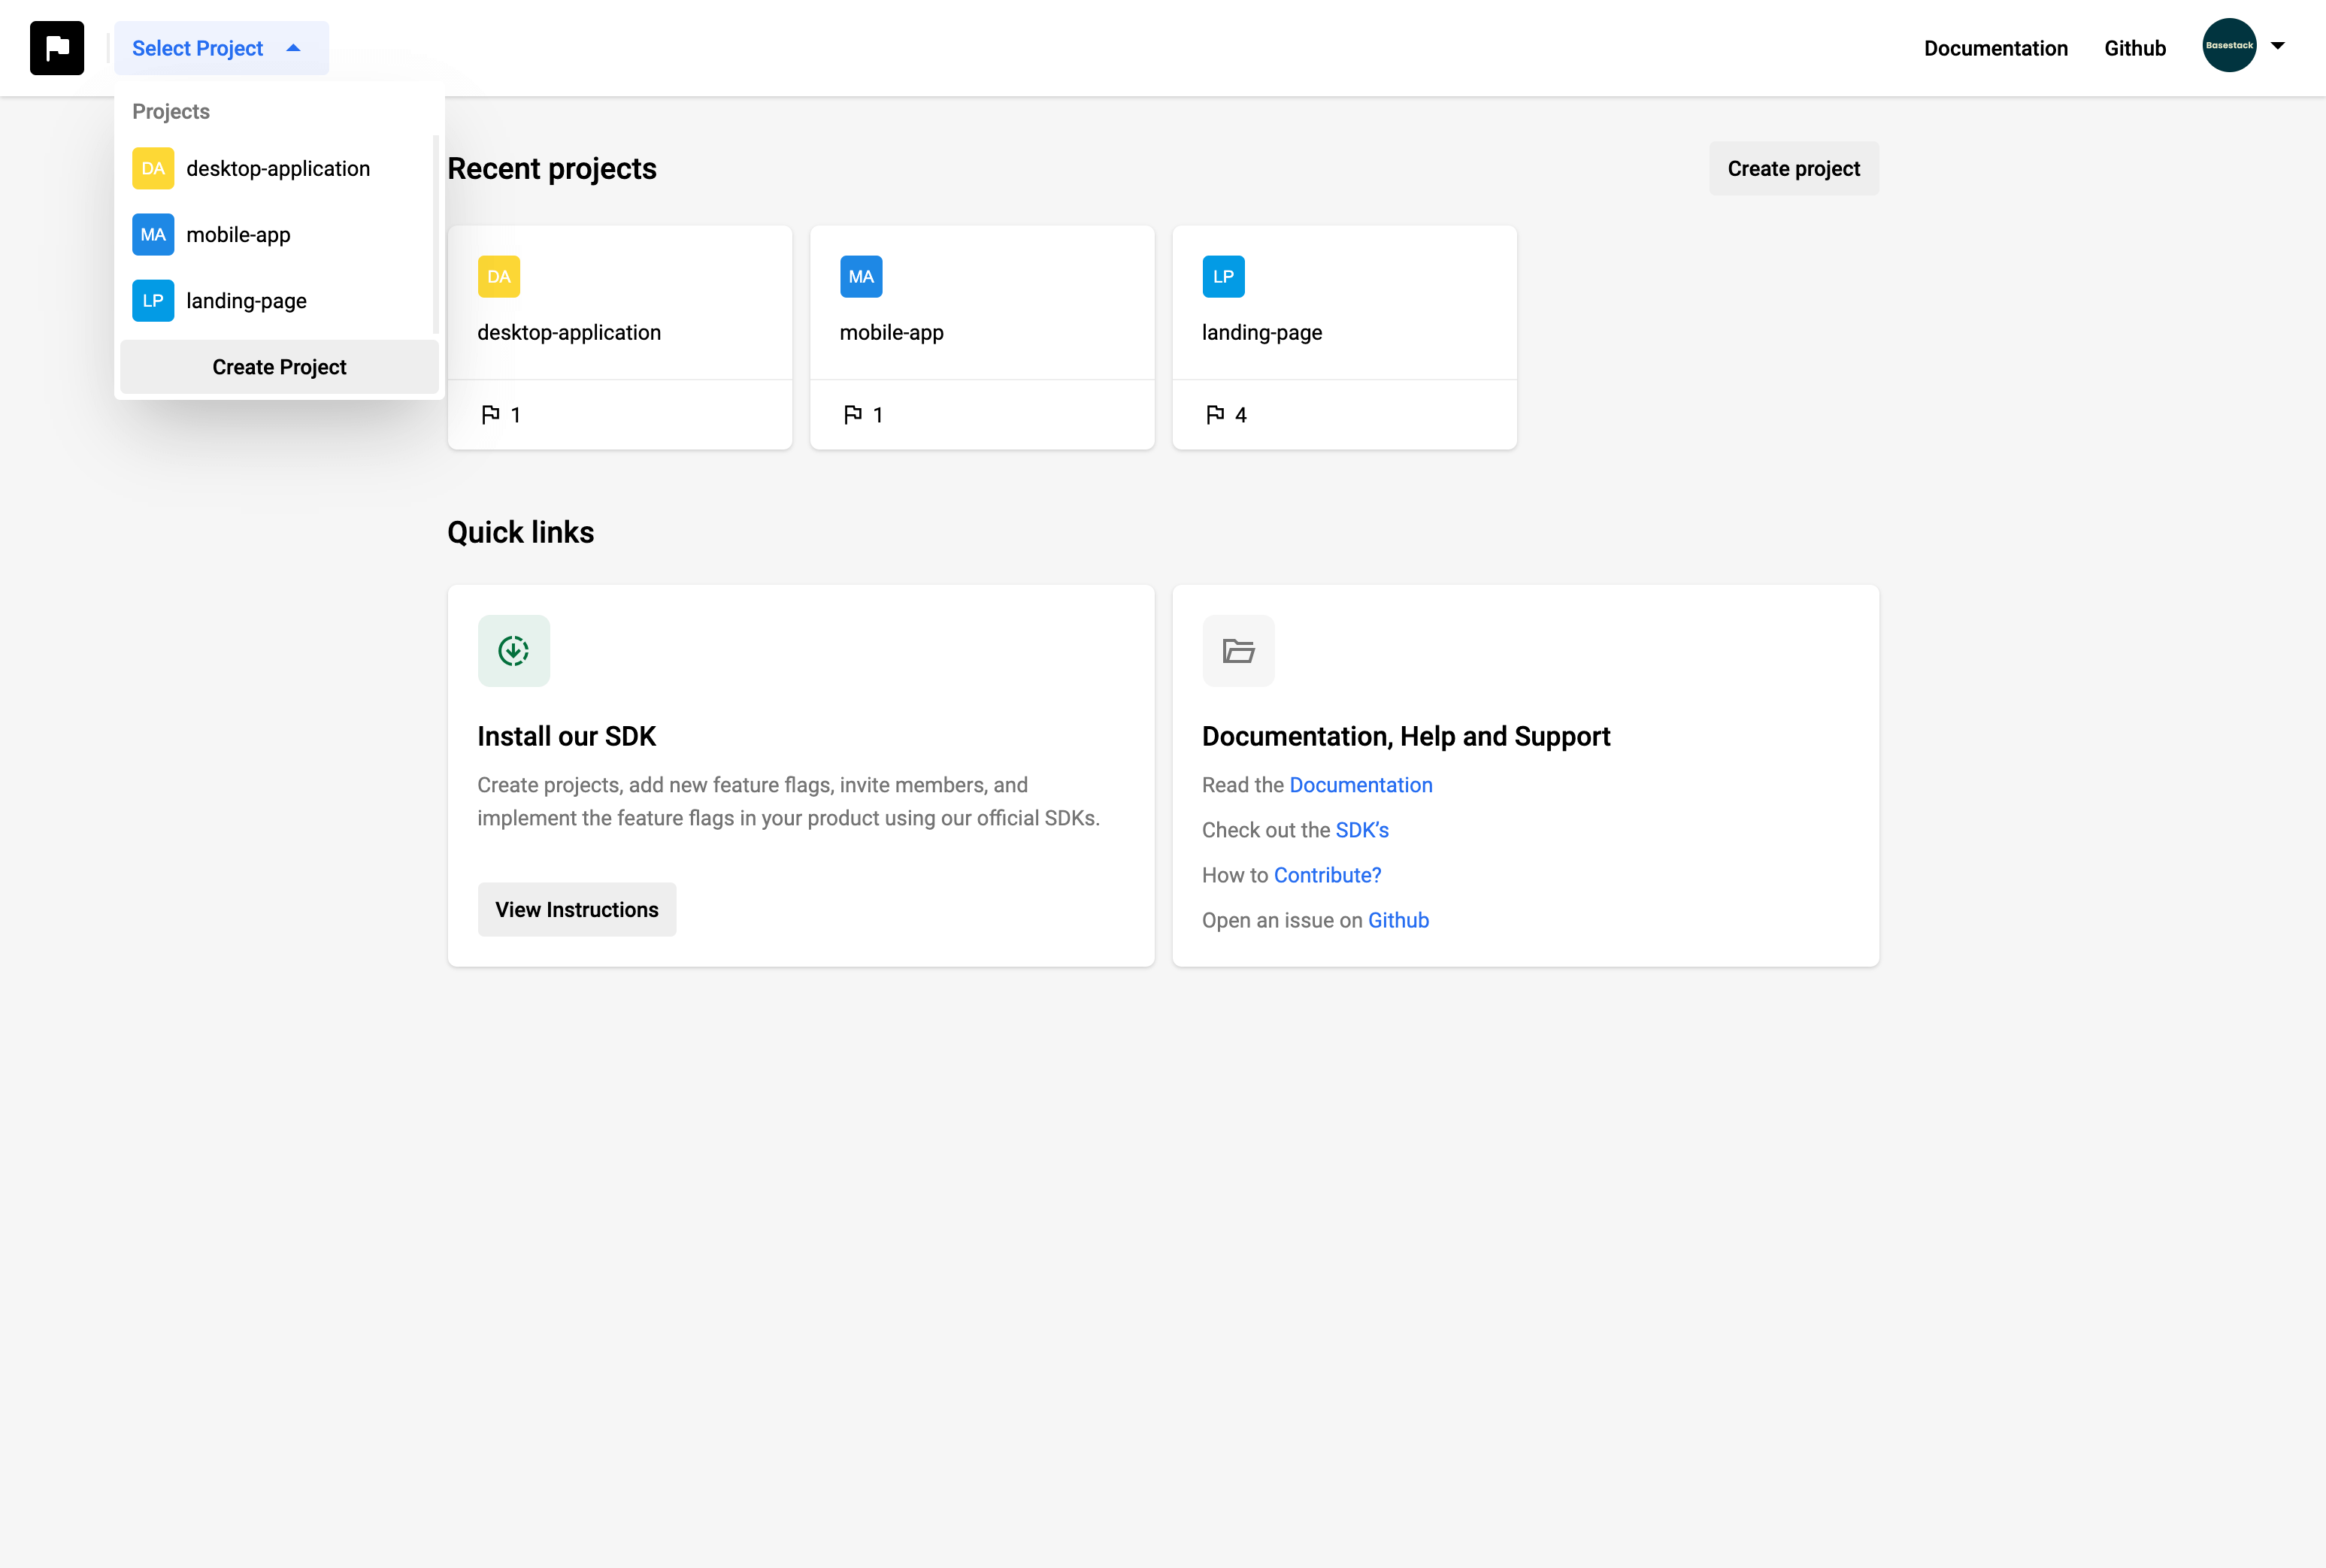 Select Project
Documentation
Github
Basestack
Projects
DA desktop-application
MA mobile-app
LP landing-page
Create Project
Recent projects
Create project
DA
desktop-application
1
MA
mobile-app
1
LP
landing-page
4
Quick links
Install our SDK
Create projects, add new feature flags, invite members, and
implement the feature flags in your product using our official SDKs.
View Instructions
Documentation, Help and Support
Read the Documentation
Check out the SDK’s
How to Contribute?
Open an issue on Github